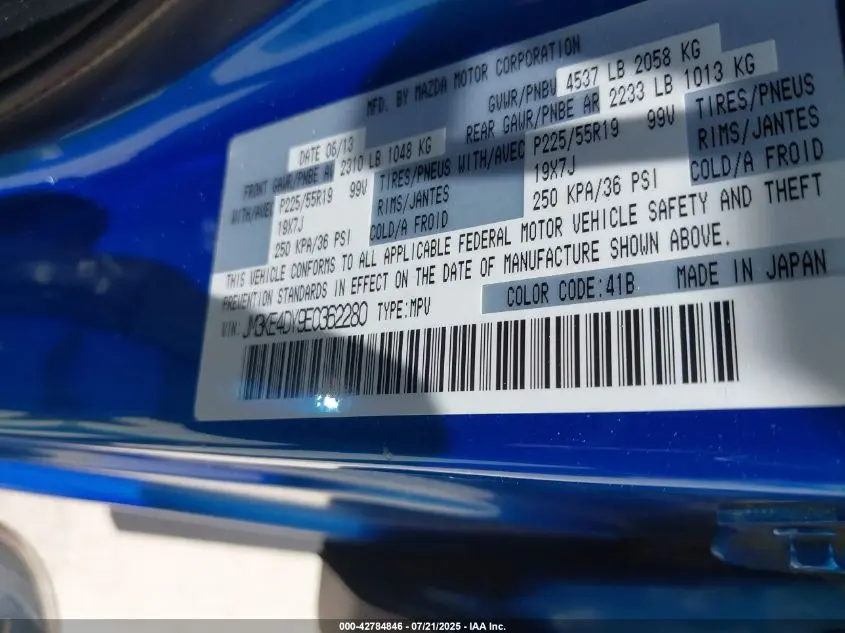 MFD. BY MAZDA MOTOR CORPORATION
DATE 06/13 GVWR/PNBV 4537 LB 2058 KG
FRONT GAWR/PNBE AV 2310 LB 1048 KG REAR GAWR/PNBE AR 2233 LB 1013 KG
WITH/AVEC P225/55R19 99V TIRES/PNEUS WITH/AVEC P225/55R19 99V TIRES/PNEUS
19X7J RIMS/JANTES 19X7J RIMS/JANTES
250 KPA/36 PSI COLD/A FROID 250 KPA/36 PSI COLD/A FROID
THIS VEHICLE CONFORMS TO ALL APPLICABLE FEDERAL MOTOR VEHICLE SAFETY AND THEFT
PREVENTION STANDARDS IN EFFECT ON THE DATE OF MANUFACTURE SHOWN ABOVE.
VIN: JM3KE4DY9E0362280 TYPE:MPV COLOR CODE:41B MADE IN JAPAN
000-42784846 - 07/21/2025 - IAA Inc.